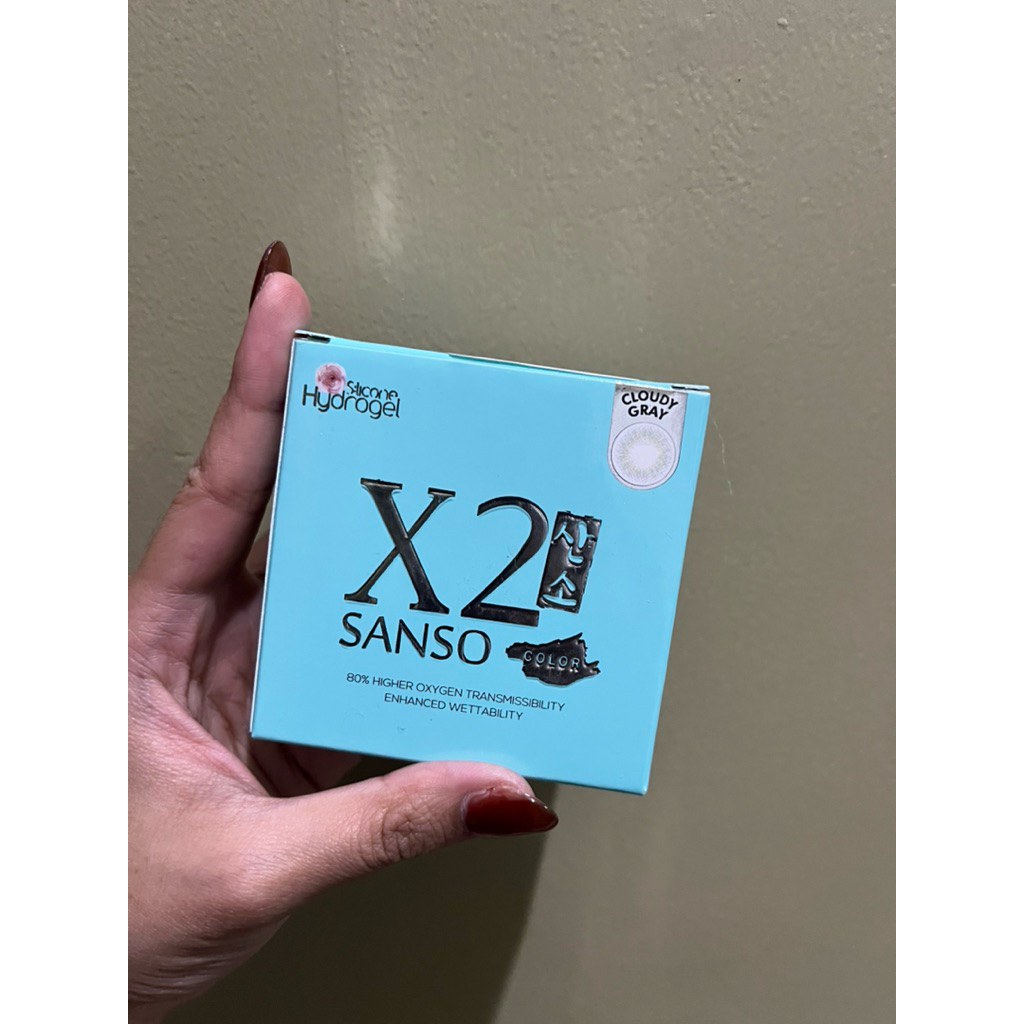 Silicone
Hydrogel
CLOUDY
GRAY
X2
산소
SANSO
COLOR
80% HIGHER OXYGEN TRANSMISSIBILITY
ENHANCED WETTABILITY